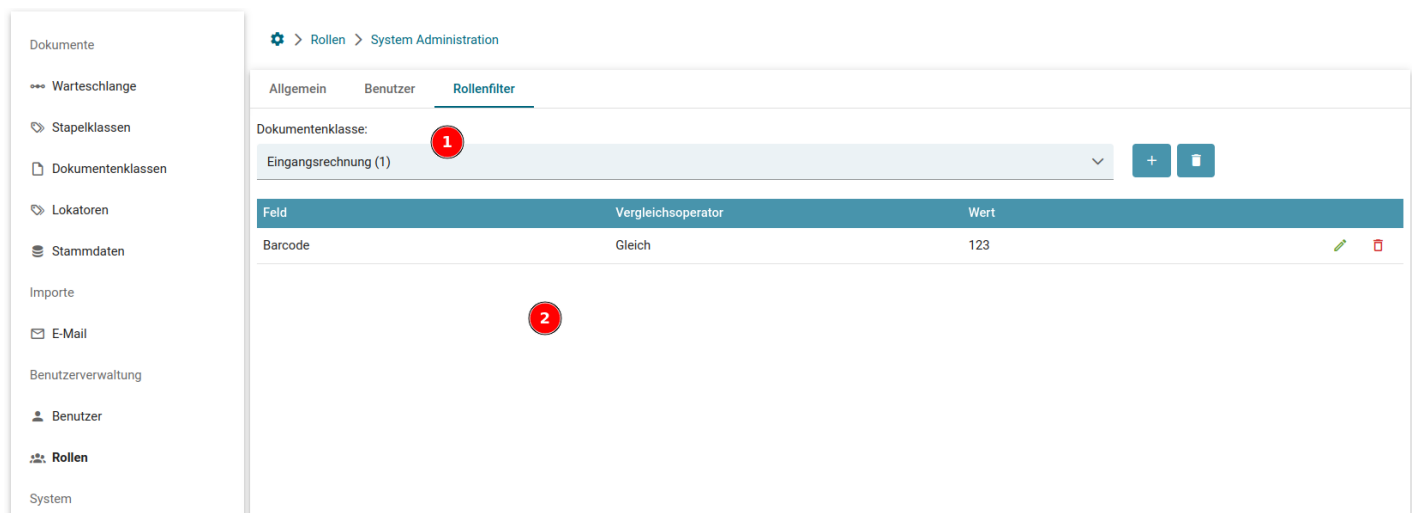 Dokumente
Warteschlange
Stapelklassen
Dokumentenklassen
Lokatoren
Stammdaten
Importe
E-Mail
Benutzerverwaltung
Benutzer
Rollen
System
> Rollen > System Administration
Allgemein Benutzer Rollenfilter
Dokumentenklasse:
1
Eingangsrechnung (1)
+
Feld Vergleichsoperator Wert
Barcode Gleich 123
2